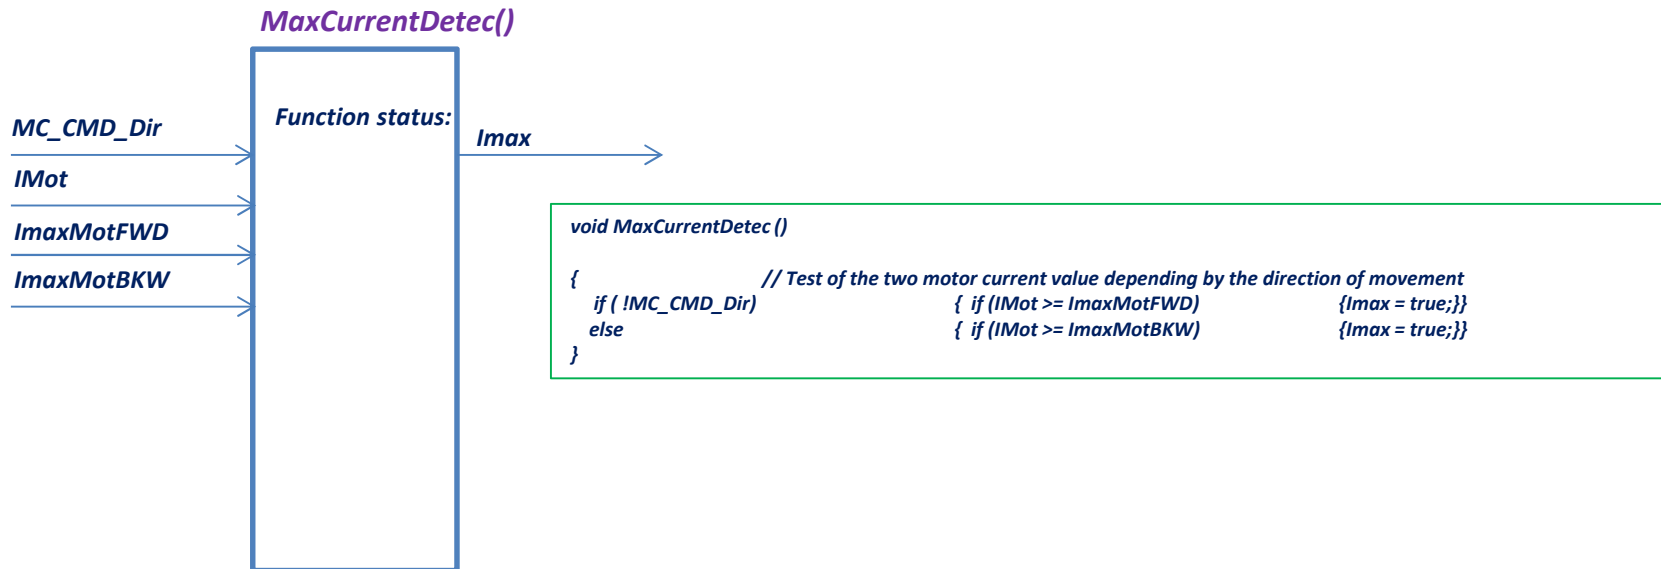 MaxCurrentDetec()
Function status:
MC_CMD_Dir
Imax
IMot
ImaxMotFWD
ImaxMotBKW
void MaxCurrentDetec ()
{ // Test of the two motor current value depending by the direction of movement
if ( !MC_CMD_Dir) { if (IMot >= ImaxMotFWD) {Imax = true;}}
else { if (IMot >= ImaxMotBKW) {Imax = true;}}
}